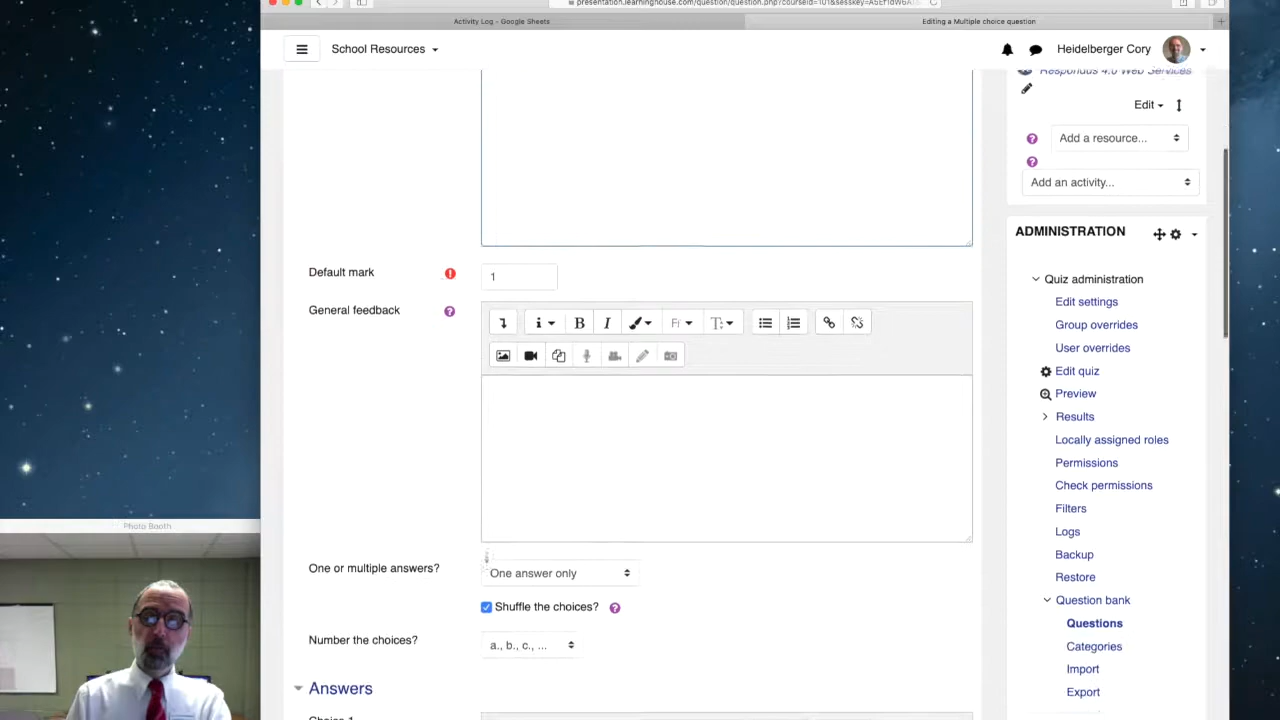 presentation.learninghouse.com/question/question.php?courseid=101&sesskey=
Activity Log - Google Sheets
Editing a Multiple choice question
School Resources
Heidelberger Cory
Respondus 4.0 Web Services
Edit
Add a resource...
Add an activity...
ADMINISTRATION
Default mark
1
General feedback
Quiz administration
Edit settings
Group overrides
User overrides
Edit quiz
Preview
Results
Locally assigned roles
Permissions
Check permissions
Filters
Logs
Backup
Restore
Question bank
Questions
Categories
Import
Export
Photo Booth
One or multiple answers?
One answer only
Shuffle the choices?
Number the choices?
a., b., c., ...
Answers
Choice 1